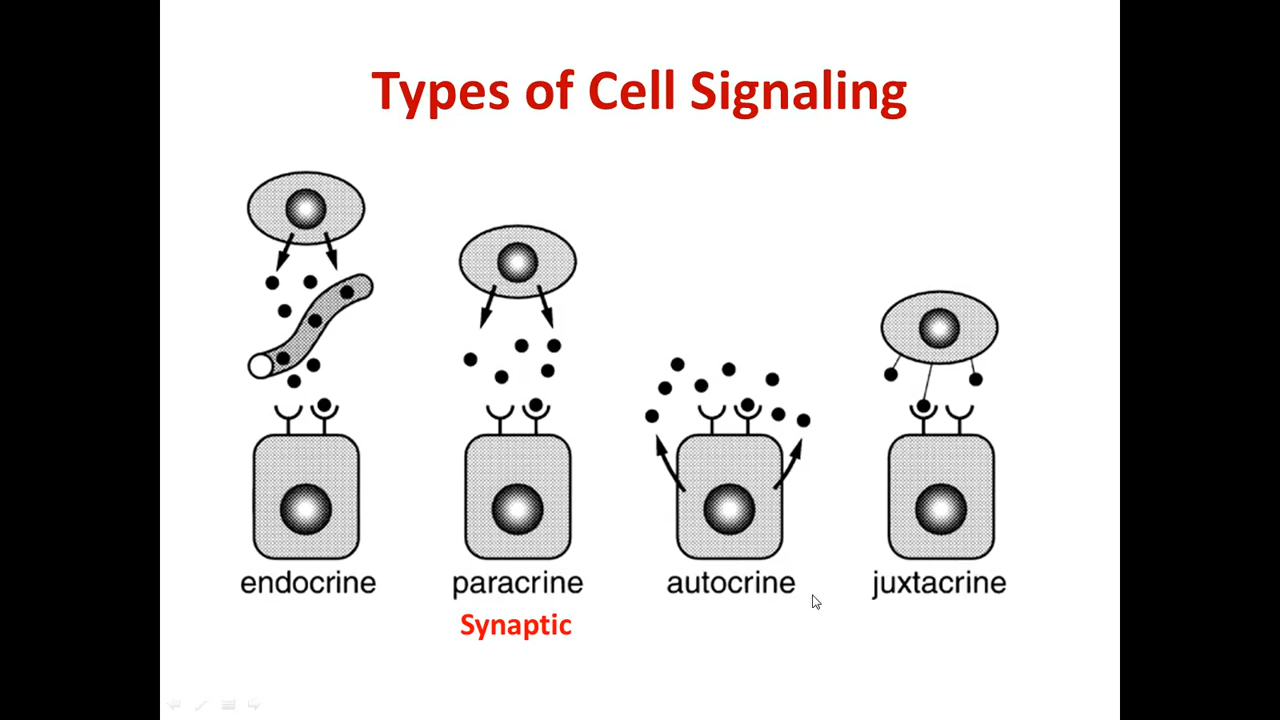 Types of Cell Signaling
endocrine paracrine autocrine juxtacrine
Synaptic